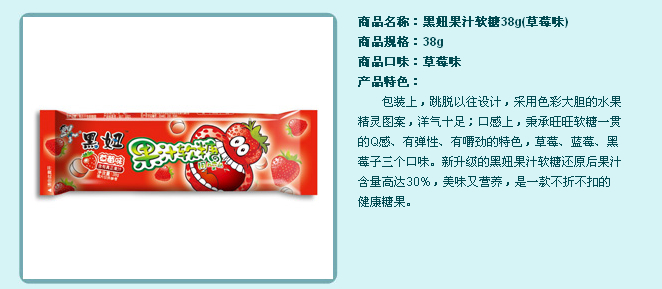 黑妞
草莓味
果汁软糖
商品名称：黑妞果汁软糖38g(草莓味)
商品规格：38g
商品口味：草莓味
产品特色：
包装上，跳脱以往设计，采用色彩大胆的水果
精灵图案，洋气十足；口感上，秉承旺旺软糖一贯
的Q感、有弹性、有嚼劲的特色，草莓、蓝莓、黑
莓子三个口味。新升级的黑妞果汁软糖还原后果汁
含量高达30%，美味又营养，是一款不折不扣的
健康糖果。